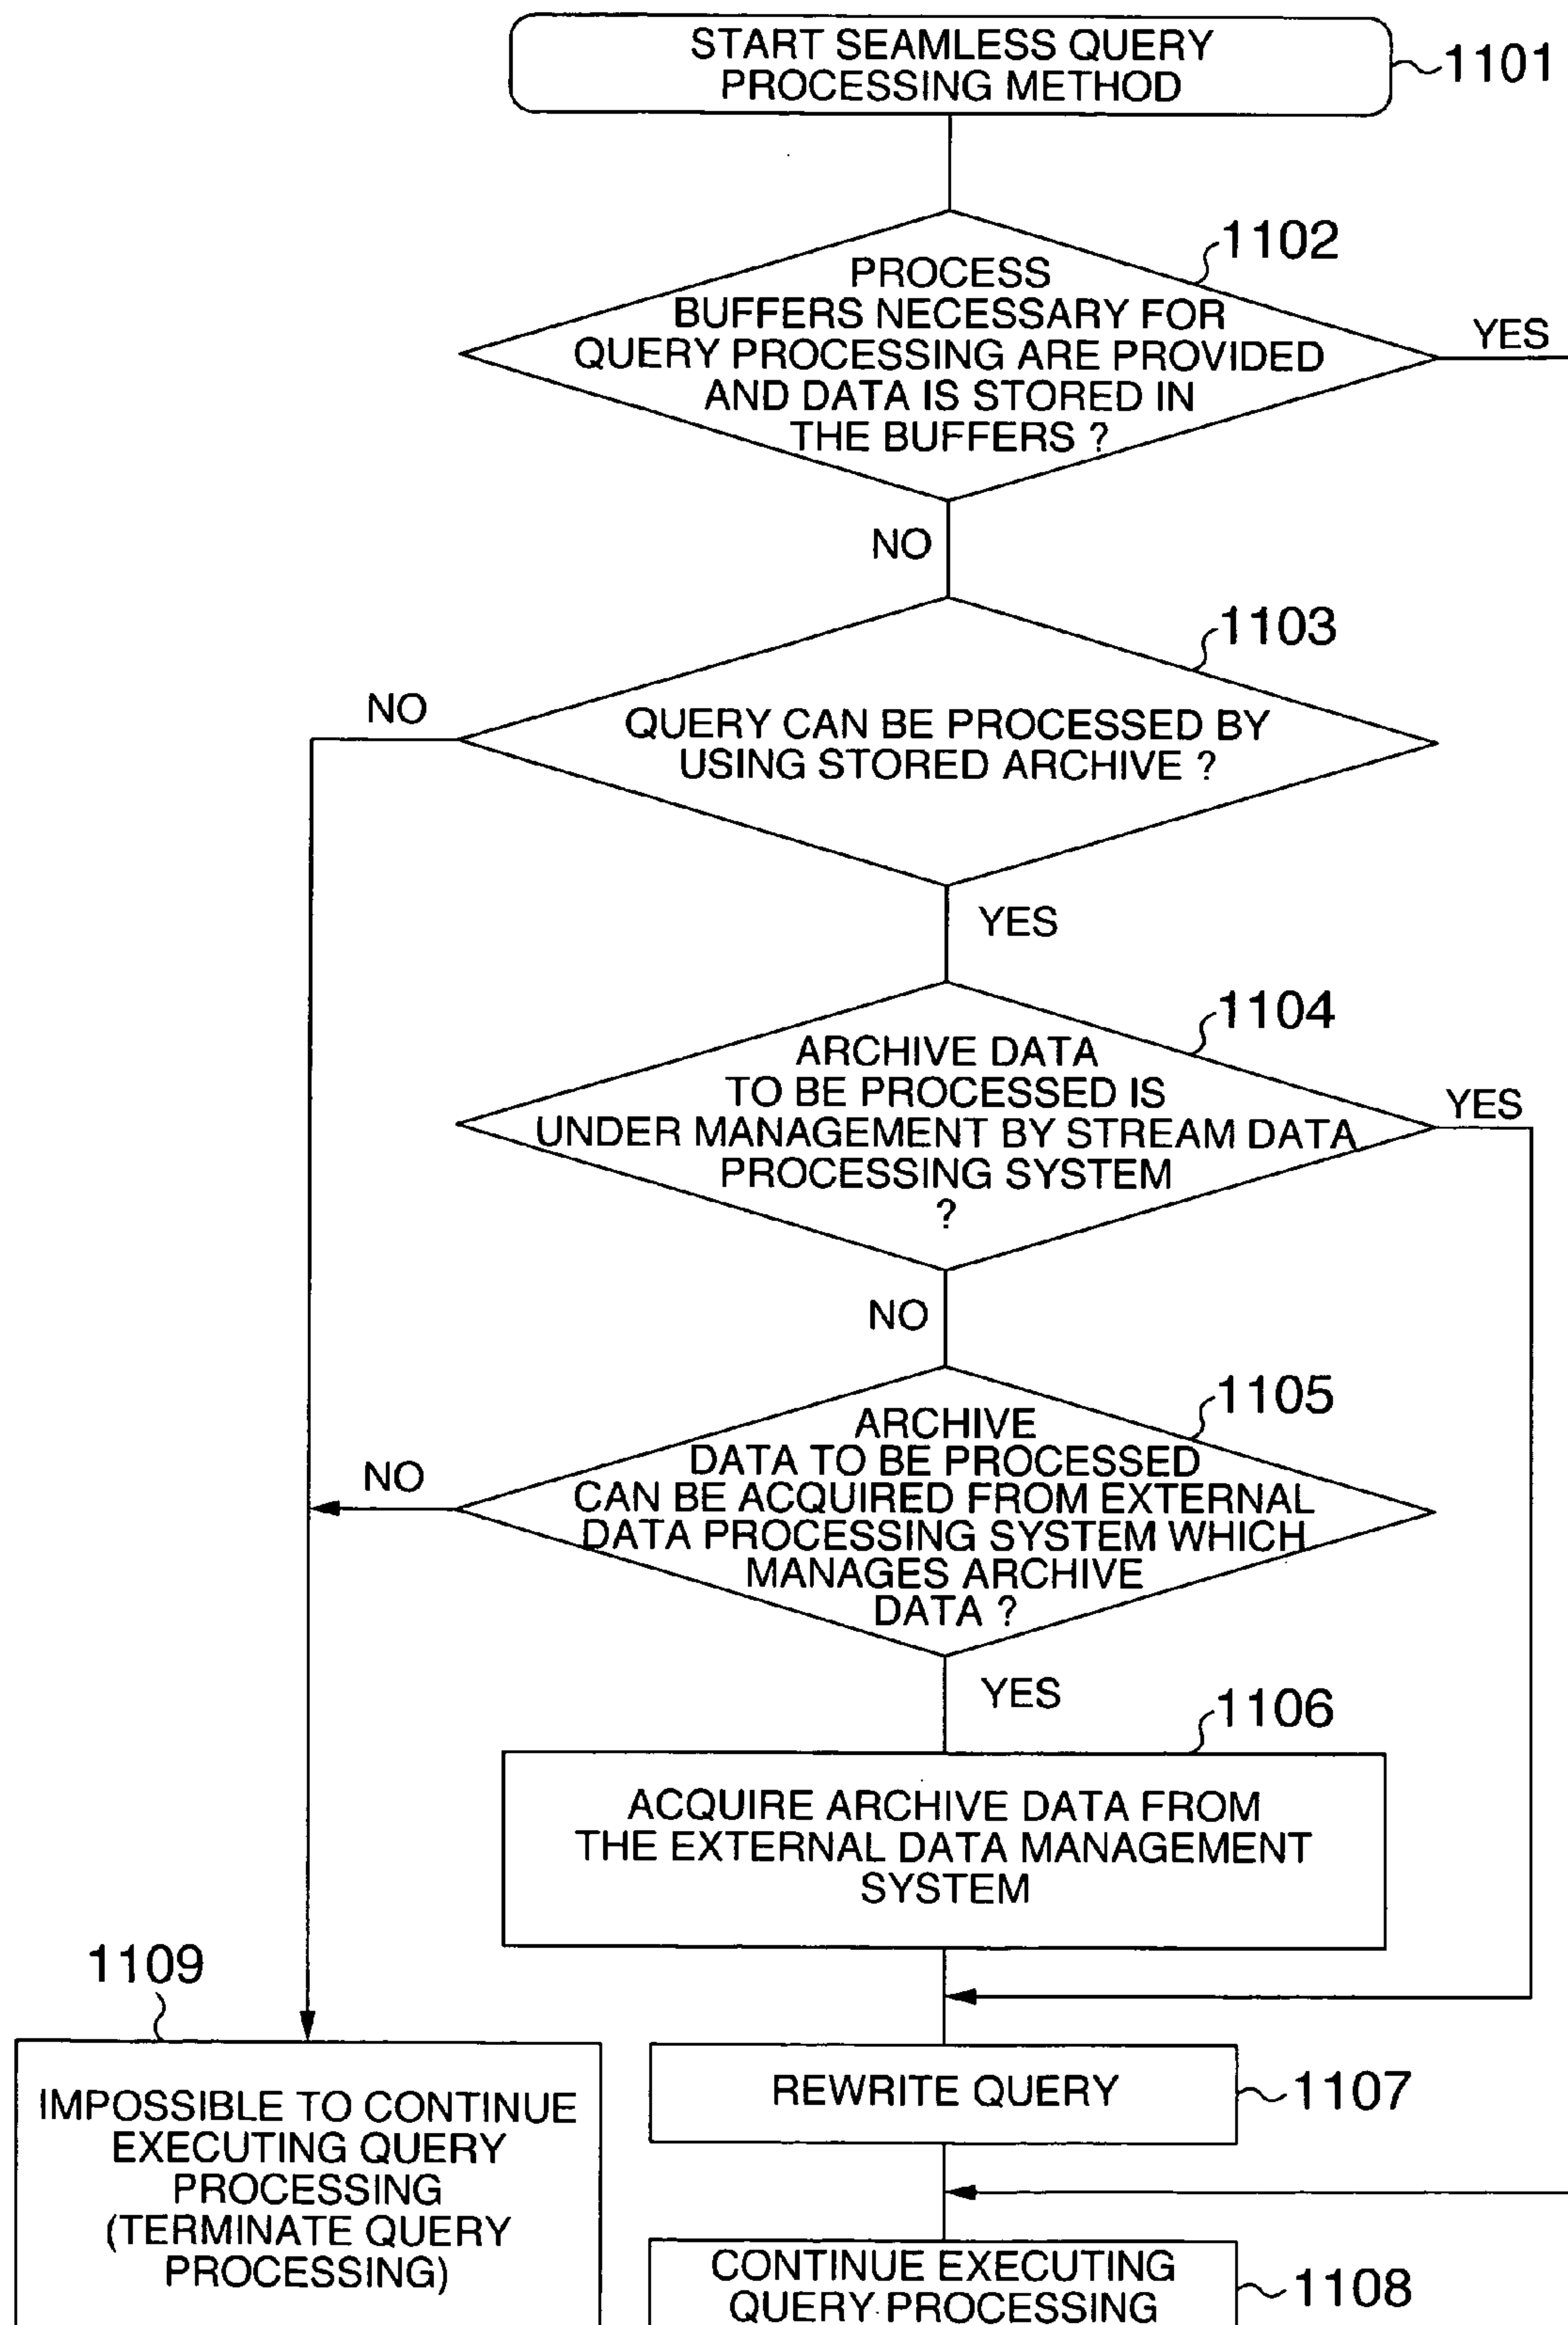 START SEAMLESS QUERY
PROCESSING METHOD
1101
1102
PROCESS
BUFFERS NECESSARY FOR
QUERY PROCESSING ARE PROVIDED
AND DATA IS STORED IN
THE BUFFERS ?
YES
NO
1103
NO
QUERY CAN BE PROCESSED BY
USING STORED ARCHIVE ?
YES
1104
ARCHIVE DATA
TO BE PROCESSED IS
UNDER MANAGEMENT BY STREAM DATA
PROCESSING SYSTEM
?
YES
NO
1105
ARCHIVE
DATA TO BE PROCESSED
CAN BE ACQUIRED FROM EXTERNAL
DATA PROCESSING SYSTEM WHICH
MANAGES ARCHIVE
DATA ?
NO
YES
1106
ACQUIRE ARCHIVE DATA FROM
THE EXTERNAL DATA MANAGEMENT
SYSTEM
1109
IMPOSSIBLE TO CONTINUE
EXECUTING QUERY
PROCESSING
(TERMINATE QUERY
PROCESSING)
REWRITE QUERY
1107
CONTINUE EXECUTING
QUERY PROCESSING
1108